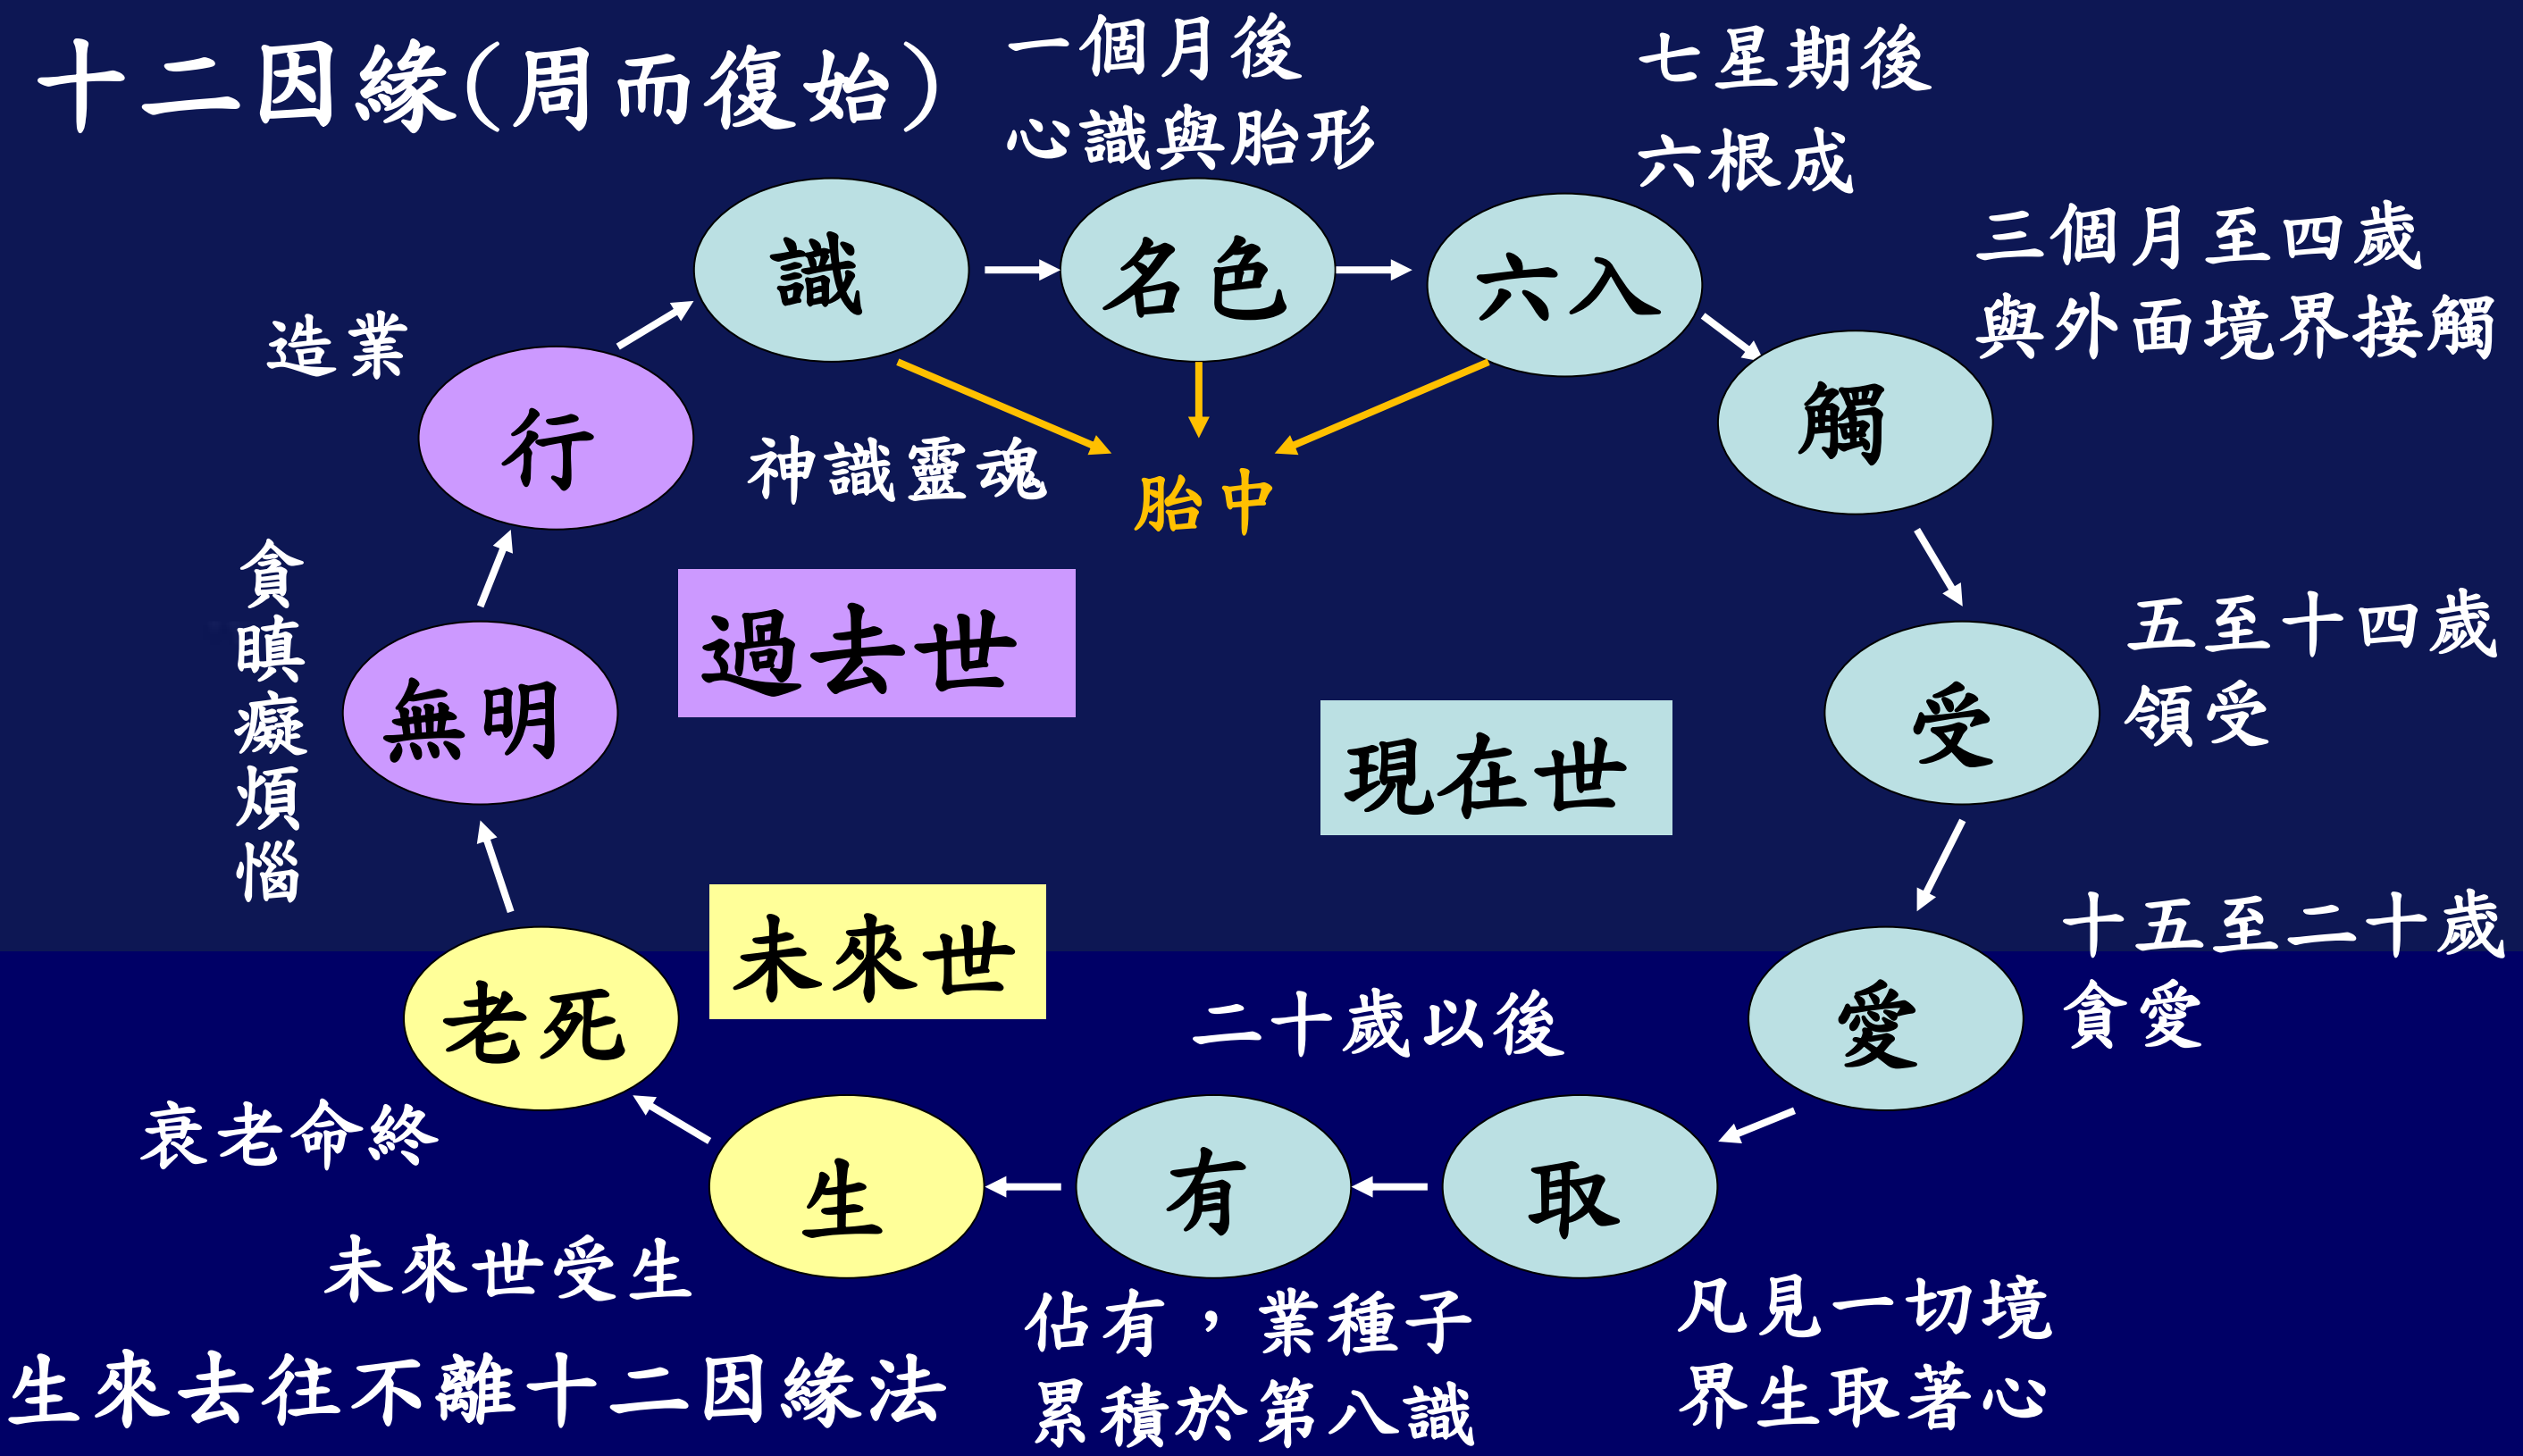 十二因緣(周而復始)
一個月後
心識與胎形
七星期後
六根成
三個月至四歲
與外面境界接觸
造業
識
名色
六入
觸
行
神識靈魂
胎中
貪瞋癡煩惱
無明
過去世
現在世
五至十四歲
領受
受
未來世
老死
十五至二十歲
貪愛
愛
二十歲以後
衰老命終
生
有
取
未來世受生
佔有，業種子
累積於第八識
凡見一切境
界生取著心
生來去往不離十二因緣法